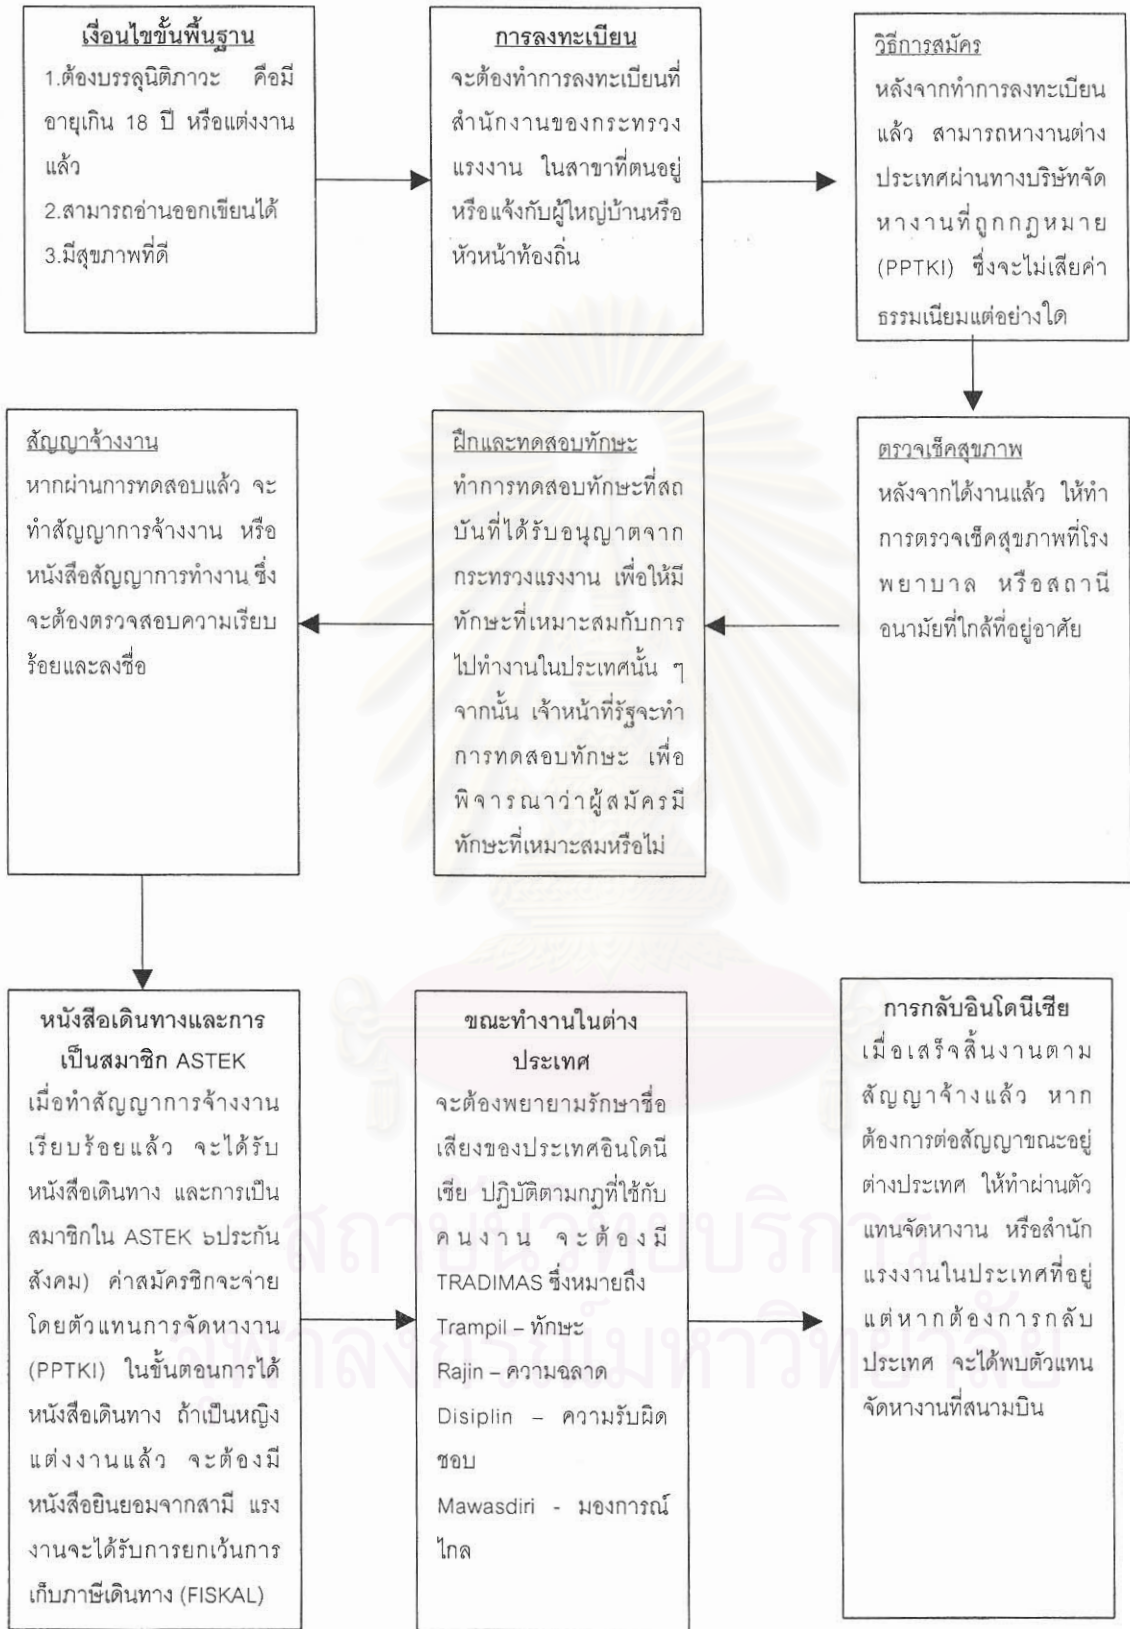 เงื่อนไขขั้นพื้นฐาน
1.ต้องบรรลุนิติภาวะ คือมี
อายุเกิน 18 ปี หรือแต่งงาน
แล้ว
2.สามารถอ่านออกเขียนได้
3.มีสุขภาพที่ดี
การลงทะเบียน
จะต้องทำการลงทะเบียนที่
สำนักงานของกระทรวง
แรงงาน ในสาขาที่ตนอยู่
หรือแจ้งกับผู้ใหญ่บ้านหรือ
หัวหน้าท้องถิ่น
วิธีการสมัคร
หลังจากทำการลงทะเบียน
แล้ว สามารถหางานต่าง
ประเทศผ่านทางบริษัทจัด
หางานที่ถูกกฎหมาย
(PPTKI) ซึ่งจะไม่เสียค่า
ธรรมเนียมแต่อย่างใด
ตรวจเช็คสุขภาพ
หลังจากได้งานแล้ว ให้ทำ
การตรวจเช็คสุขภาพที่โรง
พยาบาล หรือสถานี
อนามัยที่ใกล้ที่อยู่อาศัย
ฝึกและทดสอบทักษะ
ทำการทดสอบทักษะที่สถ
บันที่ได้รับอนุญาตจาก
กระทรวงแรงงาน เพื่อให้มี
ทักษะที่เหมาะสมกับการ
ไปทำงานในประเทศนั้น ๆ
จากนั้น เจ้าหน้าที่รัฐจะทำ
การทดสอบทักษะ เพื่อ
พิจารณาว่าผู้สมัครมี
ทักษะที่เหมาะสมหรือไม่
สัญญาจ้างงาน
หากผ่านการทดสอบแล้ว จะ
ทำสัญญาการจ้างงาน หรือ
หนังสือสัญญาการทำงาน ซึ่ง
จะต้องตรวจสอบความเรียบ
ร้อยและลงชื่อ
หนังสือเดินทางและการ
เป็นสมาชิก ASTEK
เมื่อทำสัญญาการจ้างงาน
เรียบร้อยแล้ว จะได้รับ
หนังสือเดินทาง และการเป็น
สมาชิกใน ASTEK ๖ประกัน
สังคม) ค่าสมัครชิกจะจ่าย
โดยตัวแทนการจัดหางาน
(PPTKI) ในขั้นตอนการได้
หนังสือเดินทาง ถ้าเป็นหญิง
แต่งงานแล้ว จะต้องมี
หนังสือยินยอมจากสามี แรง
งานจะได้รับการยกเว้นการ
เก็บภาษีเดินทาง (FISKAL)
ขณะทำงานในต่าง
ประเทศ
จะต้องพยายามรักษาชื่อ
เสียงของประเทศอินโดนี
เซีย ปฏิบัติตามกฎที่ใช้กับ
คนงาน จะต้องมี
TRADIMAS ซึ่งหมายถึง
Trampil – ทักษะ
Rajin – ความฉลาด
Disiplin – ความรับผิด
ชอบ
Mawasdiri - มองการณ์
ไกล
การกลับอินโดนีเซีย
เมื่อเสร็จสิ้นงานตาม
สัญญาจ้างแล้ว หาก
ต้องการต่อสัญญาขณะอยู่
ต่างประเทศ ให้ทำผ่านตัว
แทนจัดหางาน หรือสำนัก
แรงงานในประเทศที่อยู่
แต่หากต้องการกลับ
ประเทศ จะได้พบตัวแทน
จัดหางานที่สนามบิน
สถาบันวิทยบริการ
จุฬาลงกรณ์มหาวิทยาลัย